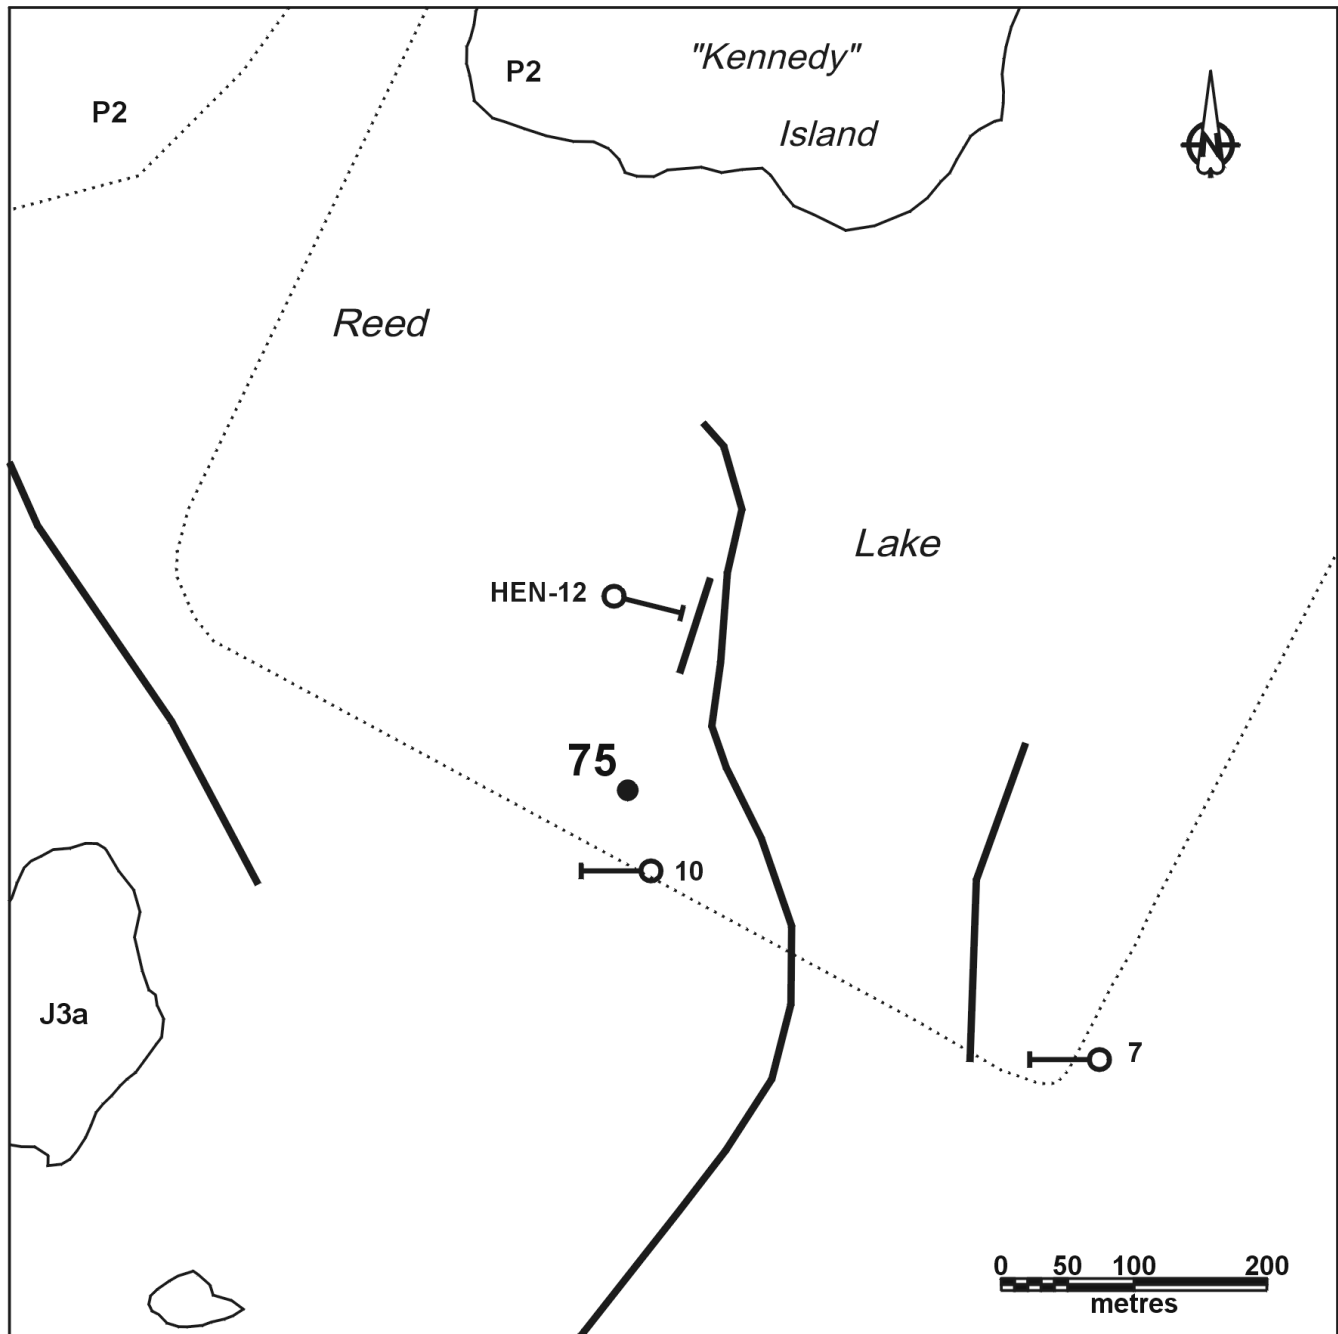 "Kennedy"
P2
P2
Island
N
Reed
Lake
HEN-12
75
10
J3a
7
0 50 100 200
metres